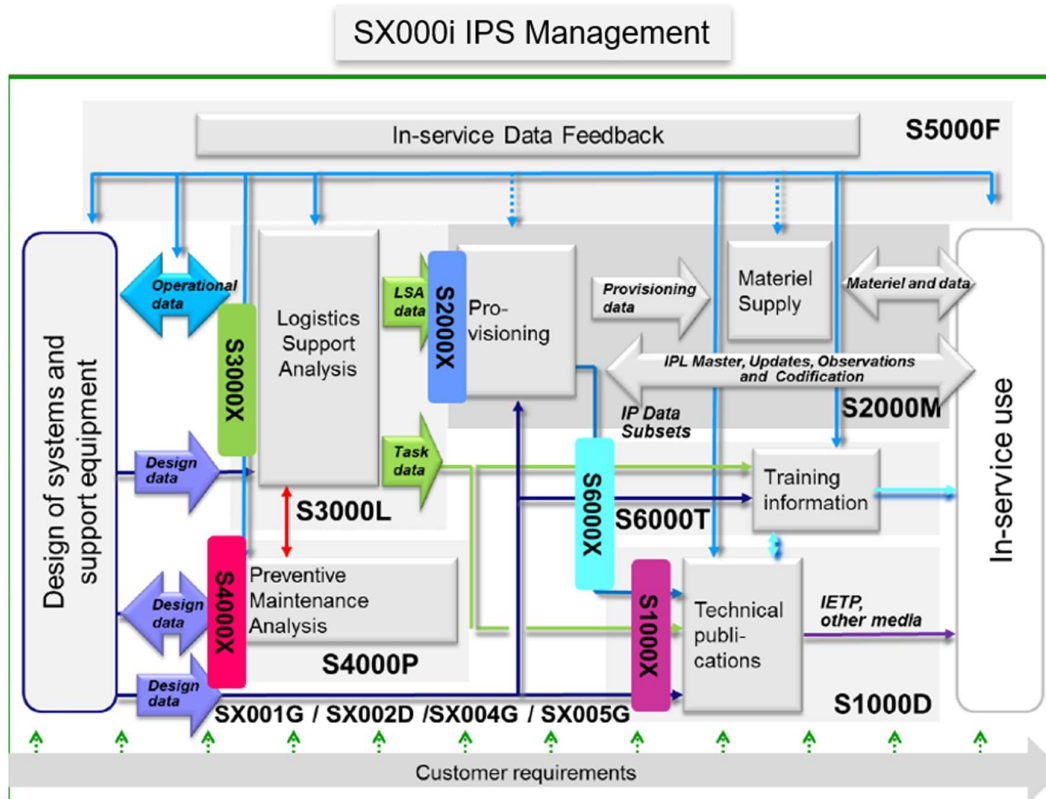 SX000i IPS Management
In-service Data Feedback
S5000F
Design of systems and
support equipment
Operational
data
S3000X
Logistics
Support
Analysis
LSA
data
S2000X
Pro-
visioning
Provisioning
data
Materiel
Supply
Materiel and data
IPL Master, Updates, Observations
and Codification
S2000M
IP Data
Subsets
In-service use
Design
data
Task
data
S3000L
S6000X
S6000T
Training
information
Design
data
S4000X
Preventive
Maintenance
Analysis
S4000P
S1000X
Technical
publi-
cations
IETP,
other media
Design
data
SX001G / SX002D /SX004G / SX005G
S1000D
Customer requirements